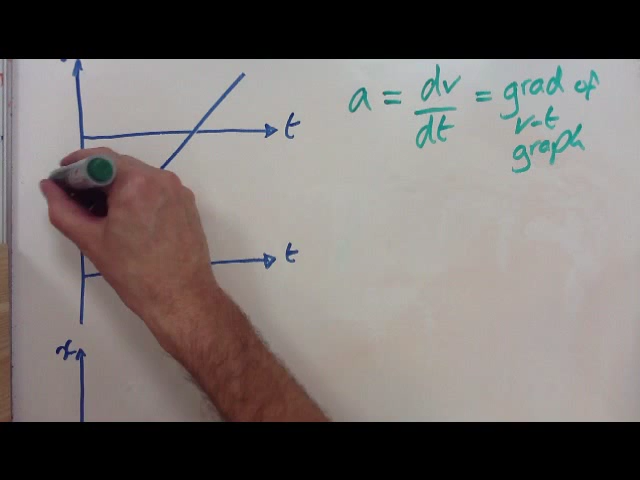 t
a = dv/dt = grad of
v-t
graph
t
x